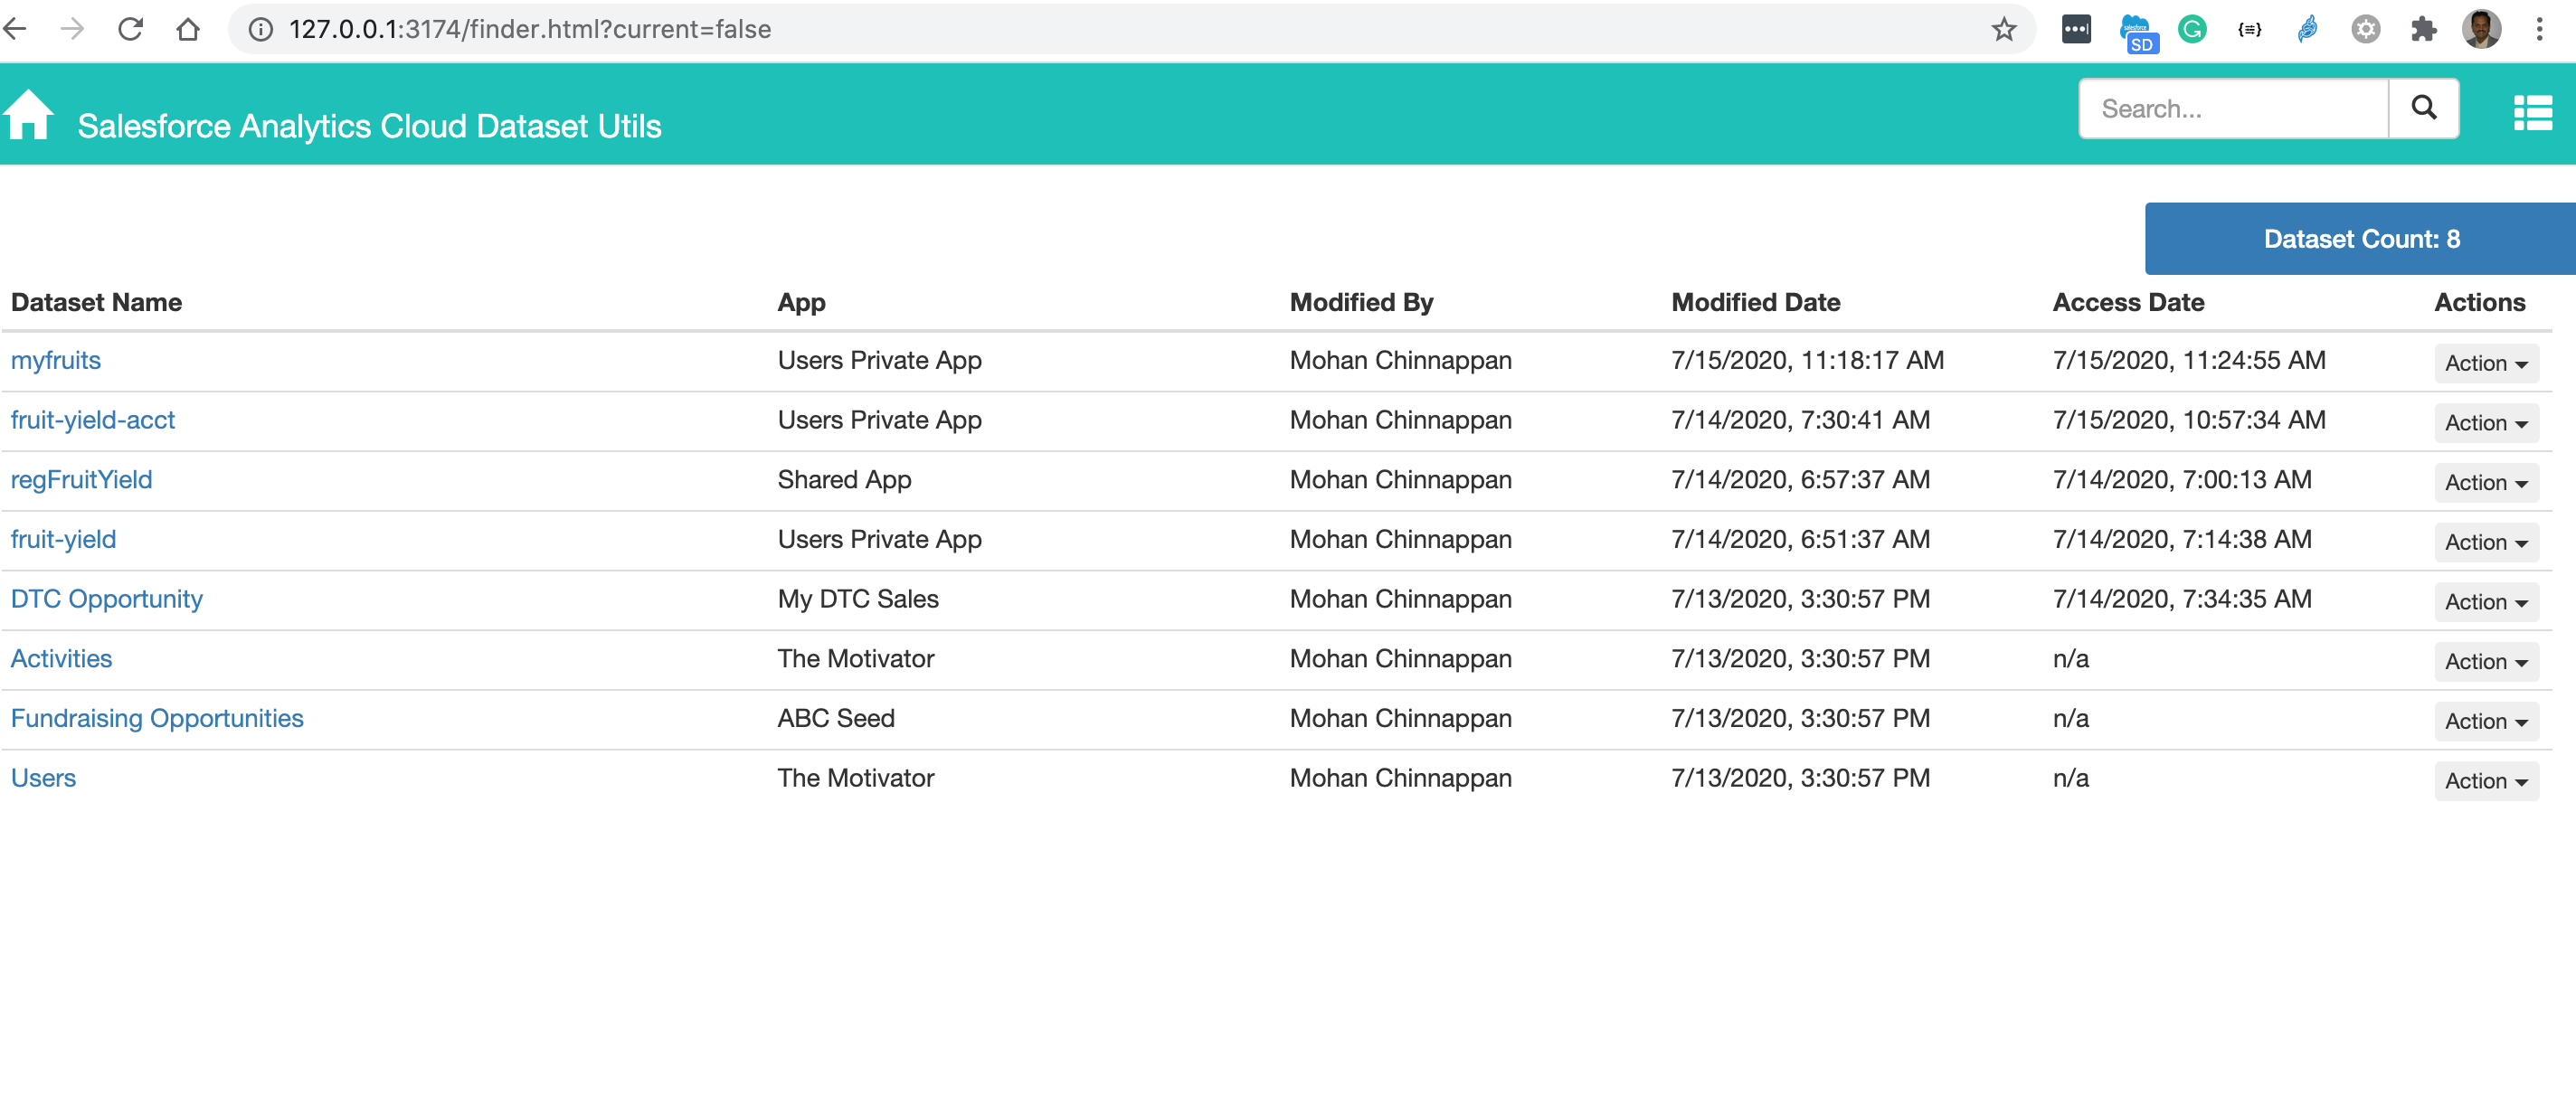 127.0.0.1:3174/finder.html?current=false
salesforce
SD
Salesforce Analytics Cloud Dataset Utils
Search...
Dataset Count: 8
Dataset Name App Modified By Modified Date Access Date Actions
myfruits Users Private App Mohan Chinnappan 7/15/2020, 11:18:17 AM 7/15/2020, 11:24:55 AM Action
fruit-yield-acct Users Private App Mohan Chinnappan 7/14/2020, 7:30:41 AM 7/15/2020, 10:57:34 AM Action
regFruitYield Shared App Mohan Chinnappan 7/14/2020, 6:57:37 AM 7/14/2020, 7:00:13 AM Action
fruit-yield Users Private App Mohan Chinnappan 7/14/2020, 6:51:37 AM 7/14/2020, 7:14:38 AM Action
DTC Opportunity My DTC Sales Mohan Chinnappan 7/13/2020, 3:30:57 PM 7/14/2020, 7:34:35 AM Action
Activities The Motivator Mohan Chinnappan 7/13/2020, 3:30:57 PM n/a Action
Fundraising Opportunities ABC Seed Mohan Chinnappan 7/13/2020, 3:30:57 PM n/a Action
Users The Motivator Mohan Chinnappan 7/13/2020, 3:30:57 PM n/a Action